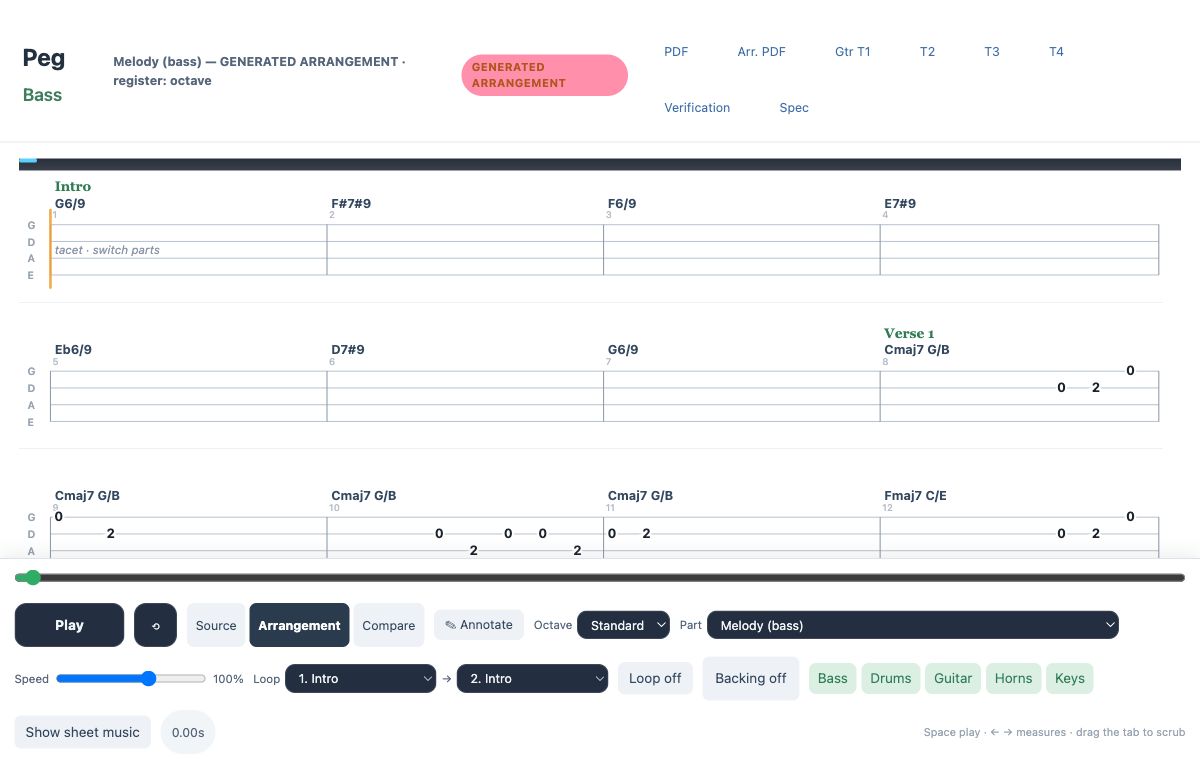 Peg
Bass
Melody (bass) — GENERATED ARRANGEMENT ·
register: octave
GENERATED
ARRANGEMENT
PDF Arr. PDF Gtr T1 T2 T3 T4
Verification Spec
Intro
G6/9 F#7#9 F6/9 E7#9
1 2 3 4
G
D
tacet · switch parts
A
E
Verse 1
Eb6/9 D7#9 G6/9 Cmaj7 G/B
5 6 7 8
G 0
D 0 2
A
E
Cmaj7 G/B Cmaj7 G/B Cmaj7 G/B Fmaj7 C/E
9 10 11 12
G 0 0
D 2 0 0 0 0 2 0 2
A 2 2
Play ⟲ Source Arrangement Compare ✎ Annotate Octave Standard Part Melody (bass)
Speed 100% Loop 1. Intro → 2. Intro Loop off Backing off Bass Drums Guitar Horns Keys
Show sheet music 0.00s Space play · ← → measures · drag the tab to scrub